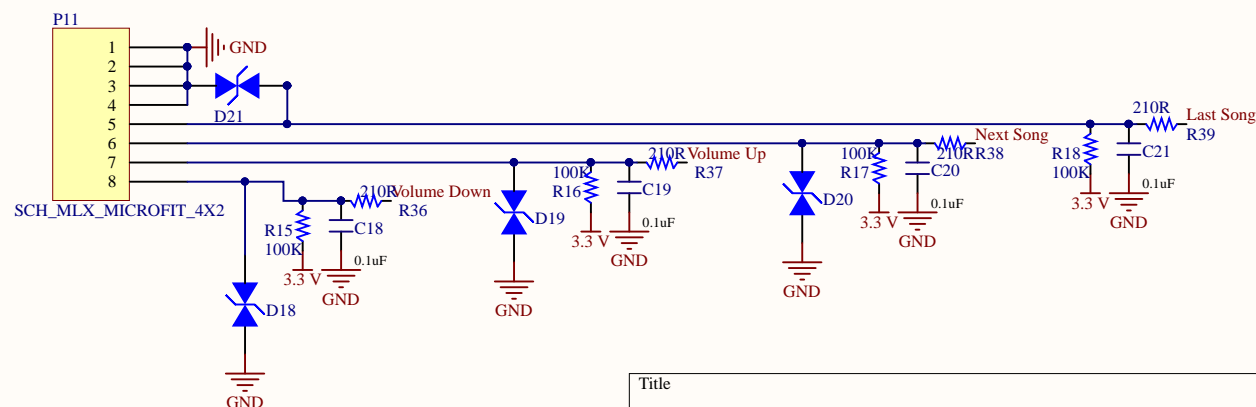 P11
1
GND
2
3
4
D21
5
6
7
8
SCH_MLX_MICROFIT_4X2
210R
Last Song
R39
R18
100K
C21
0.1uF
3.3 V
GND
Next Song
210R
R38
100K
R17
C20
0.1uF
D20
3.3 V
GND
GND
210R
Volume Up
R37
100K
R16
C19
0.1uF
D19
3.3 V
GND
GND
210R
Volume Down
R36
R15
100K
C18
0.1uF
3.3 V
GND
D18
GND
Title